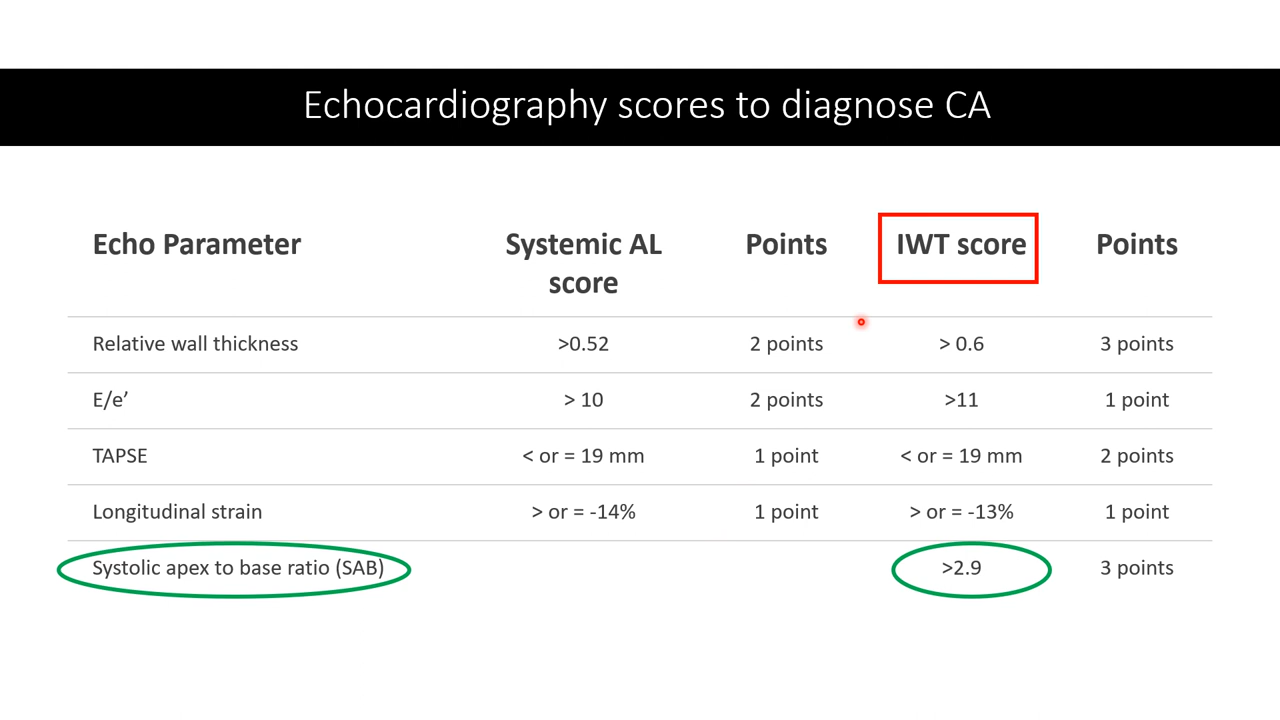 Echocardiography scores to diagnose CA
Echo Parameter Systemic AL score Points IWT score Points
Relative wall thickness >0.52 2 points > 0.6 3 points
E/e’ > 10 2 points >11 1 point
TAPSE < or = 19 mm 1 point < or = 19 mm 2 points
Longitudinal strain > or = -14% 1 point > or = -13% 1 point
Systolic apex to base ratio (SAB) >2.9 3 points